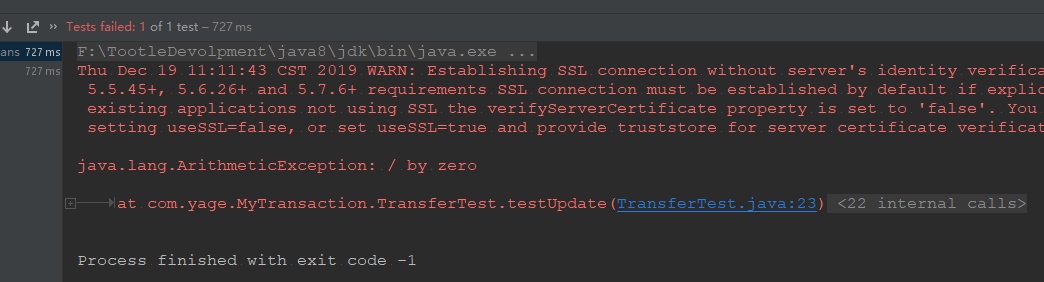 Tests failed: 1 of 1 test – 727 ms
ans 727 ms F:\TootleDevolpment\java8\jdk\bin\java.exe ...
727 ms Thu Dec 19 11:11:43 CST 2019 WARN: Establishing SSL connection without server's identity verifica
5.5.45+, 5.6.26+ and 5.7.6+ requirements SSL connection must be established by default if explic
existing applications not using SSL the verifyServerCertificate property is set to 'false'. You
setting useSSL=false, or set useSSL=true and provide truststore for server certificate verificat
java.lang.ArithmeticException: / by zero
at com.yage.MyTransaction.TransferTest.testUpdate(TransferTest.java:23) <22 internal calls>
Process finished with exit code -1